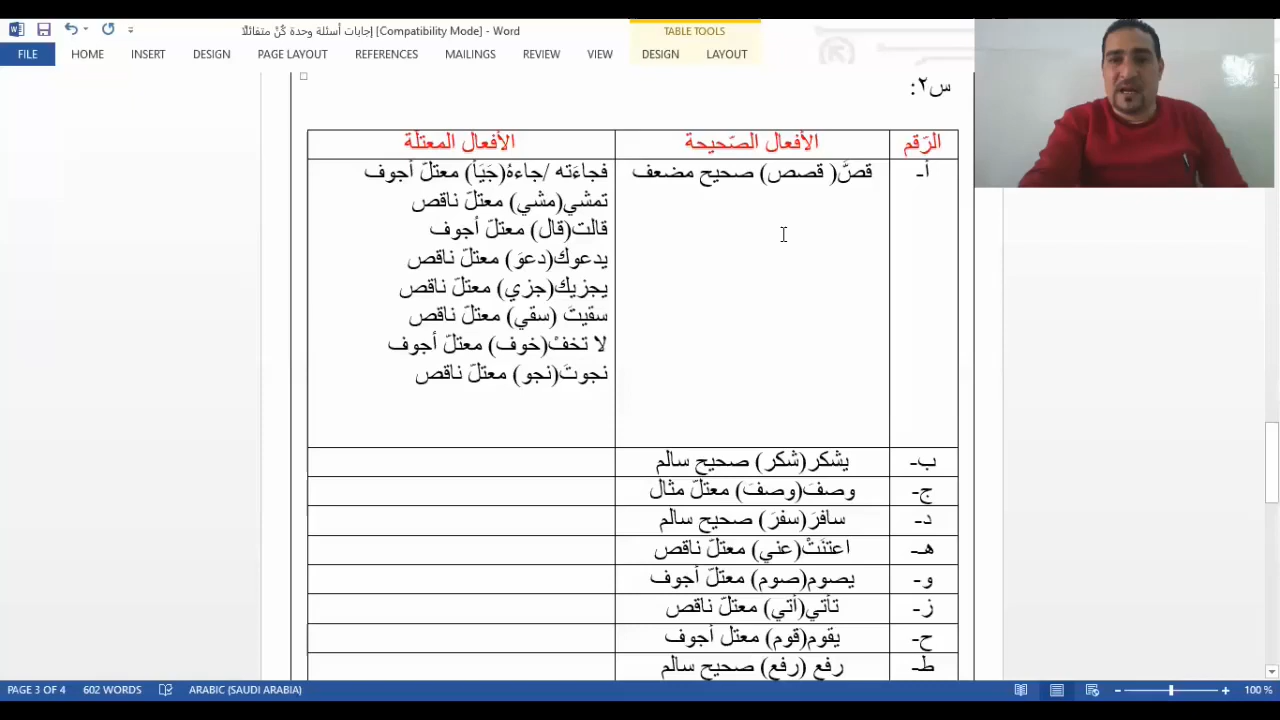 إجابات أسئلة وحدة كُنْ متفائلًا [Compatibility Mode] - Word
TABLE TOOLS
FILE HOME INSERT DESIGN PAGE LAYOUT REFERENCES MAILINGS REVIEW VIEW DESIGN LAYOUT
س٢:
الرّقم الأفعال الصّحيحة الأفعال المعتلّة
أ- قصَّ( قصص) صحيح مضعف فجاءَته /جاءهُ(جَيَأ) معتلّ أجوف
تمشي(مشي) معتلّ ناقص
قالت(قال) معتلّ أجوف
يدعوك(دعوَ) معتلّ ناقص
يجزيك(جزي) معتلّ ناقص
سقيتَ (سقي) معتلّ ناقص
لا تخفْ(خوف) معتلّ أجوف
نجوتَ(نجو) معتلّ ناقص
ب- يشكر(شكر) صحيح سالم
ج- وصفَ(وصفَ) معتلّ مثال
د- سافرَ(سفرَ) صحيح سالم
هـ- اعتنَتْ(عني) معتلّ ناقص
و- يصوم(صوم) معتلّ أجوف
ز- تأتي(أتي) معتلّ ناقص
ح- يقوم(قوم) معتل أجوف
ط- رفع (رفع) صحيح سالم
PAGE 3 OF 4 602 WORDS ARABIC (SAUDI ARABIA) 100 %